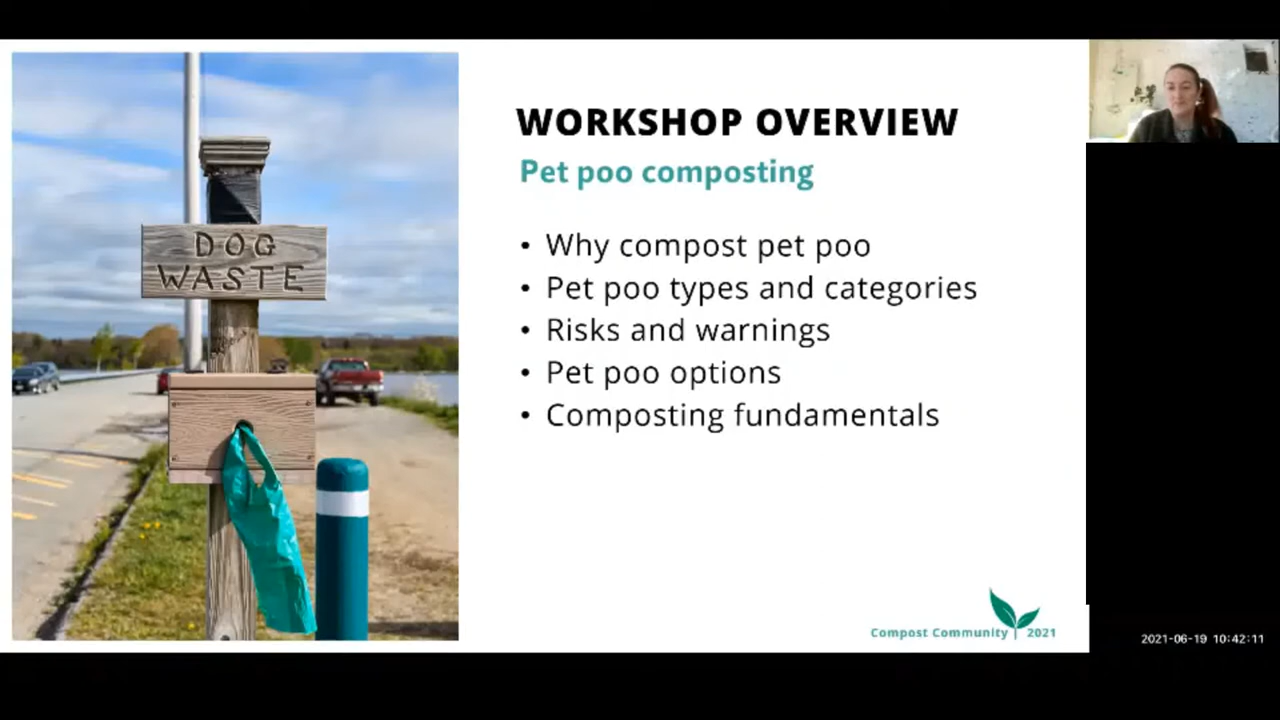 DOG
WASTE
WORKSHOP OVERVIEW
Pet poo composting
• Why compost pet poo
• Pet poo types and categories
• Risks and warnings
• Pet poo options
• Composting fundamentals
Compost Community 2021
2021-06-19 10:42:11